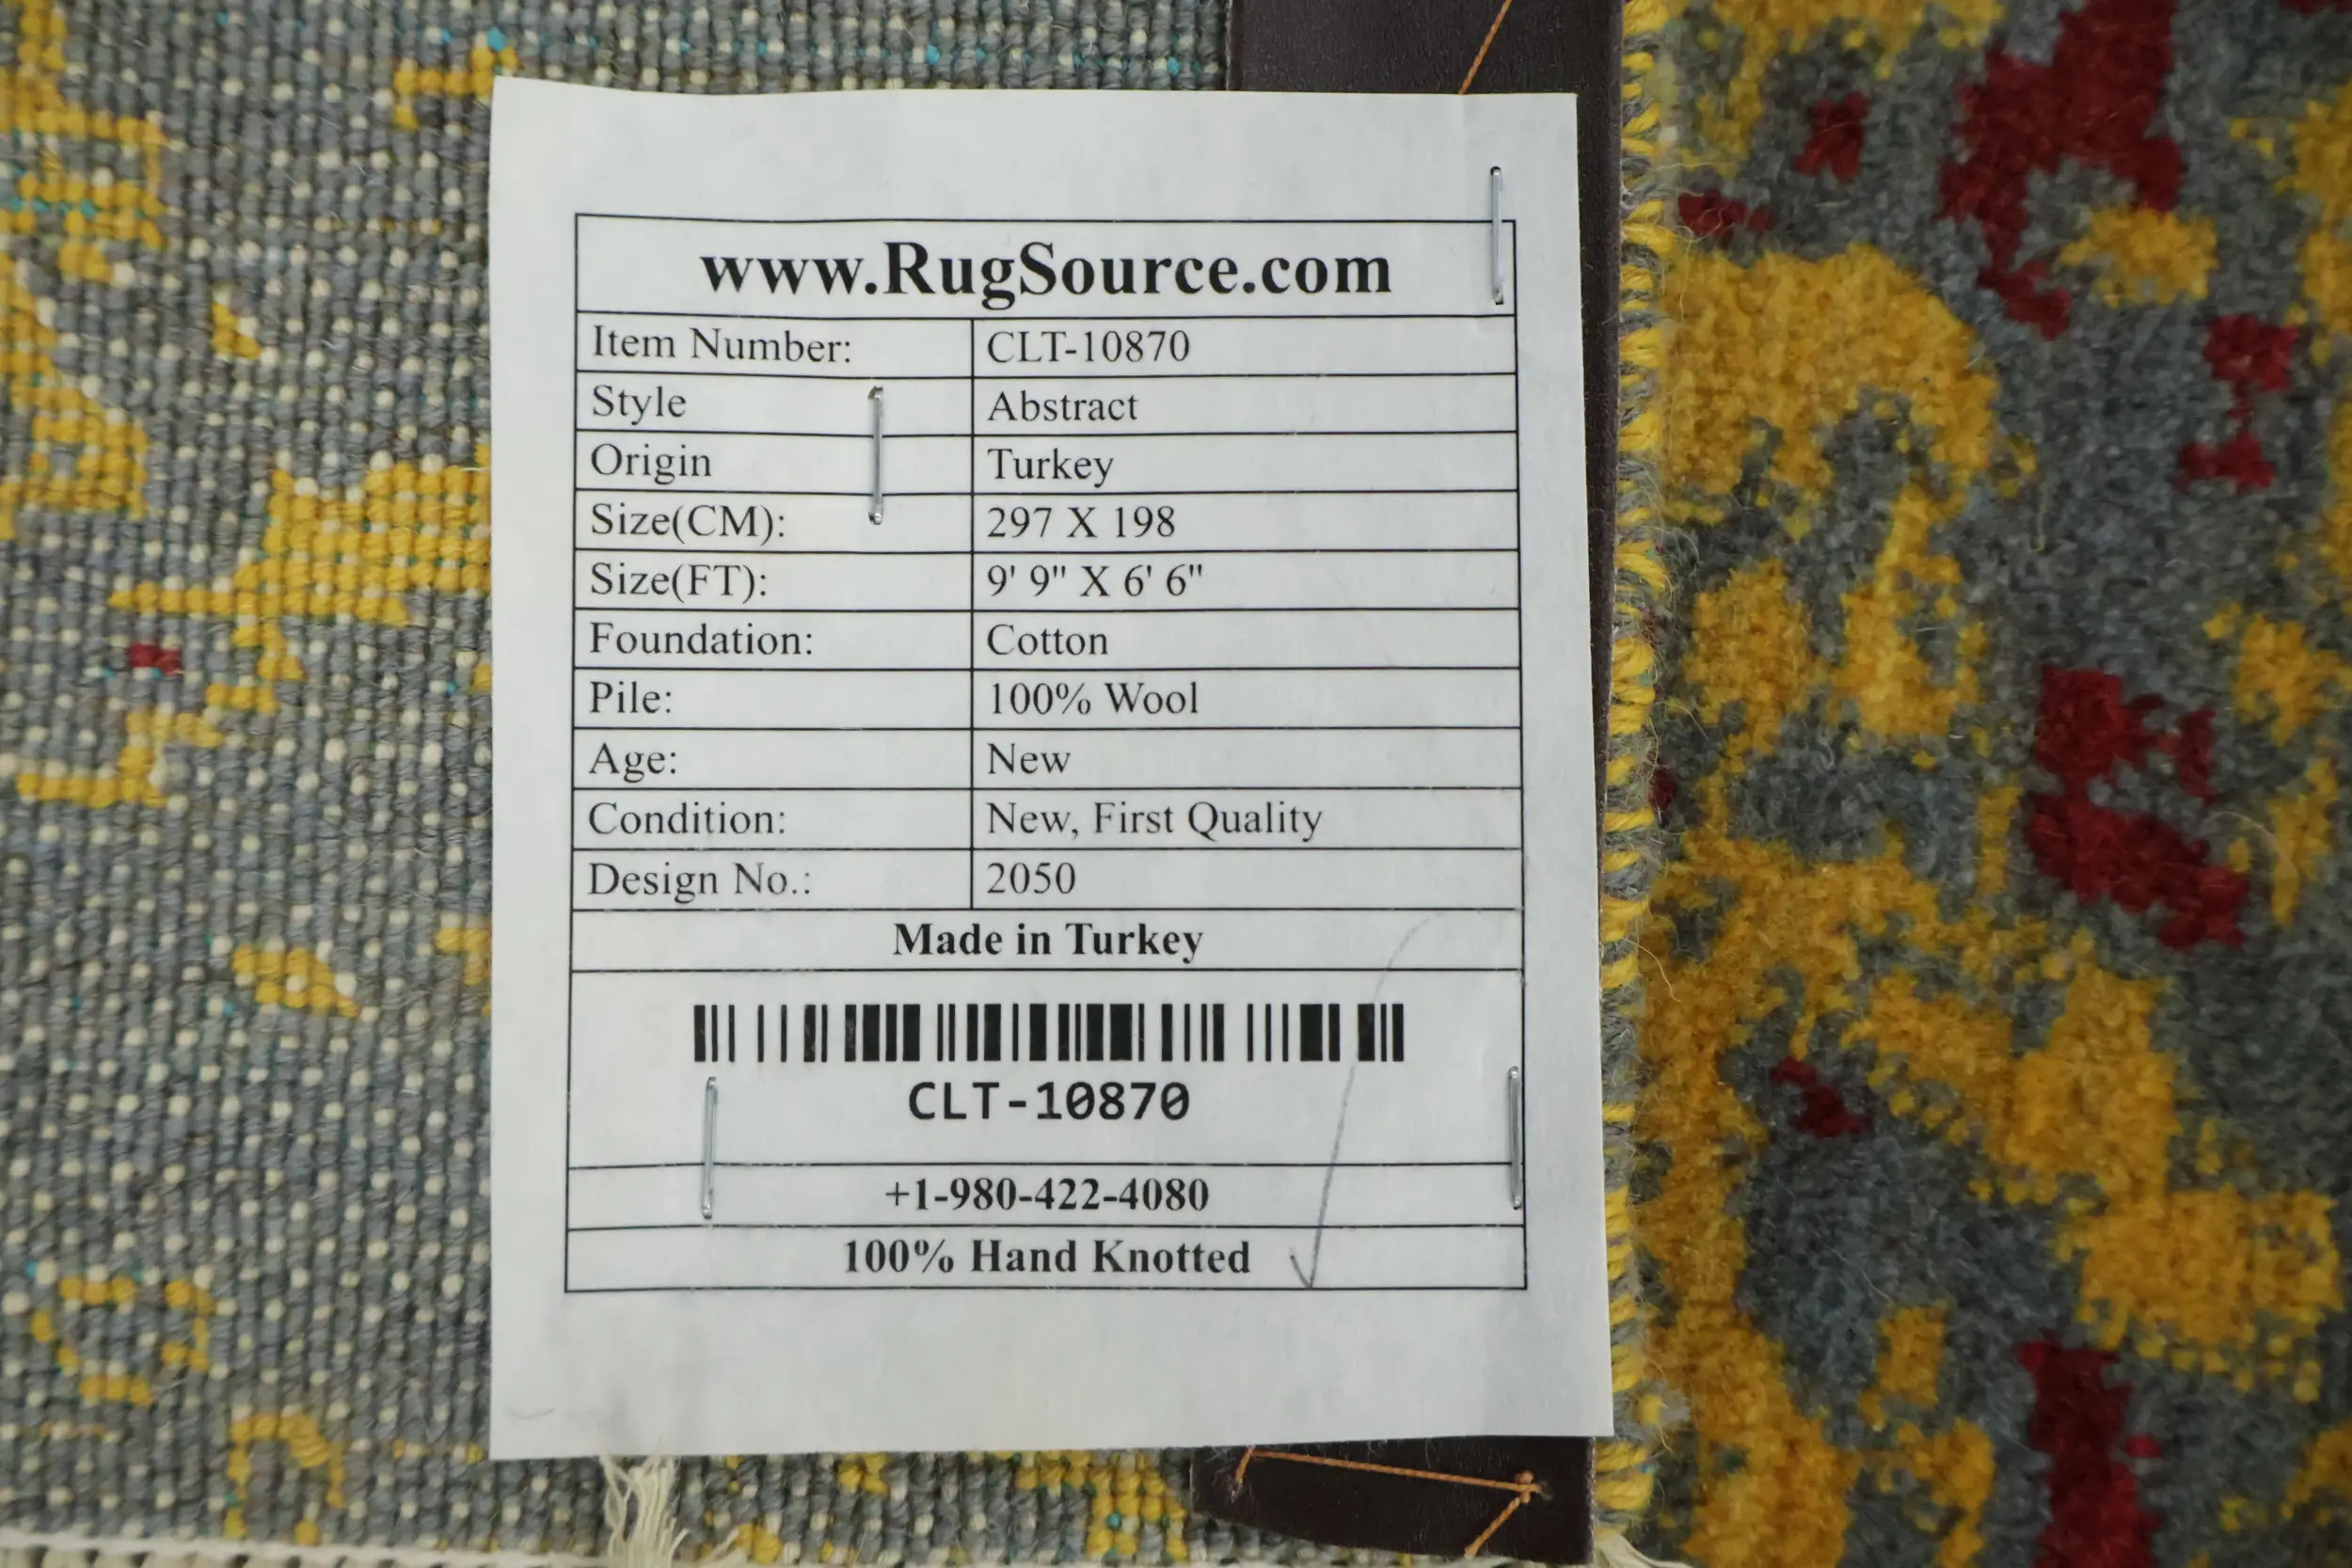 www.RugSource.com
Item Number: CLT-10870
Style Abstract
Origin Turkey
Size(CM): 297 X 198
Size(FT): 9' 9" X 6' 6"
Foundation: Cotton
Pile: 100% Wool
Age: New
Condition: New, First Quality
Design No.: 2050
Made in Turkey
CLT-10870
+1-980-422-4080
100% Hand Knotted